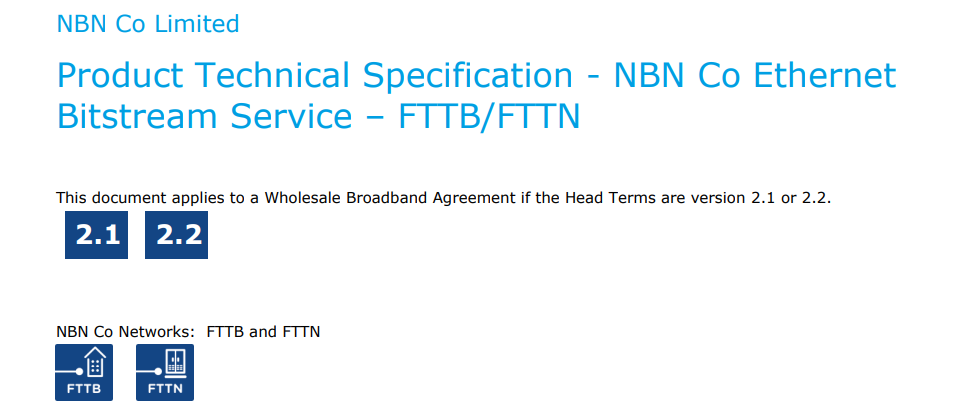 NBN Co Limited
Product Technical Specification - NBN Co Ethernet
Bitstream Service – FTTB/FTTN
This document applies to a Wholesale Broadband Agreement if the Head Terms are version 2.1 or 2.2.
2.1 2.2
NBN Co Networks: FTTB and FTTN
FTTB FTTN